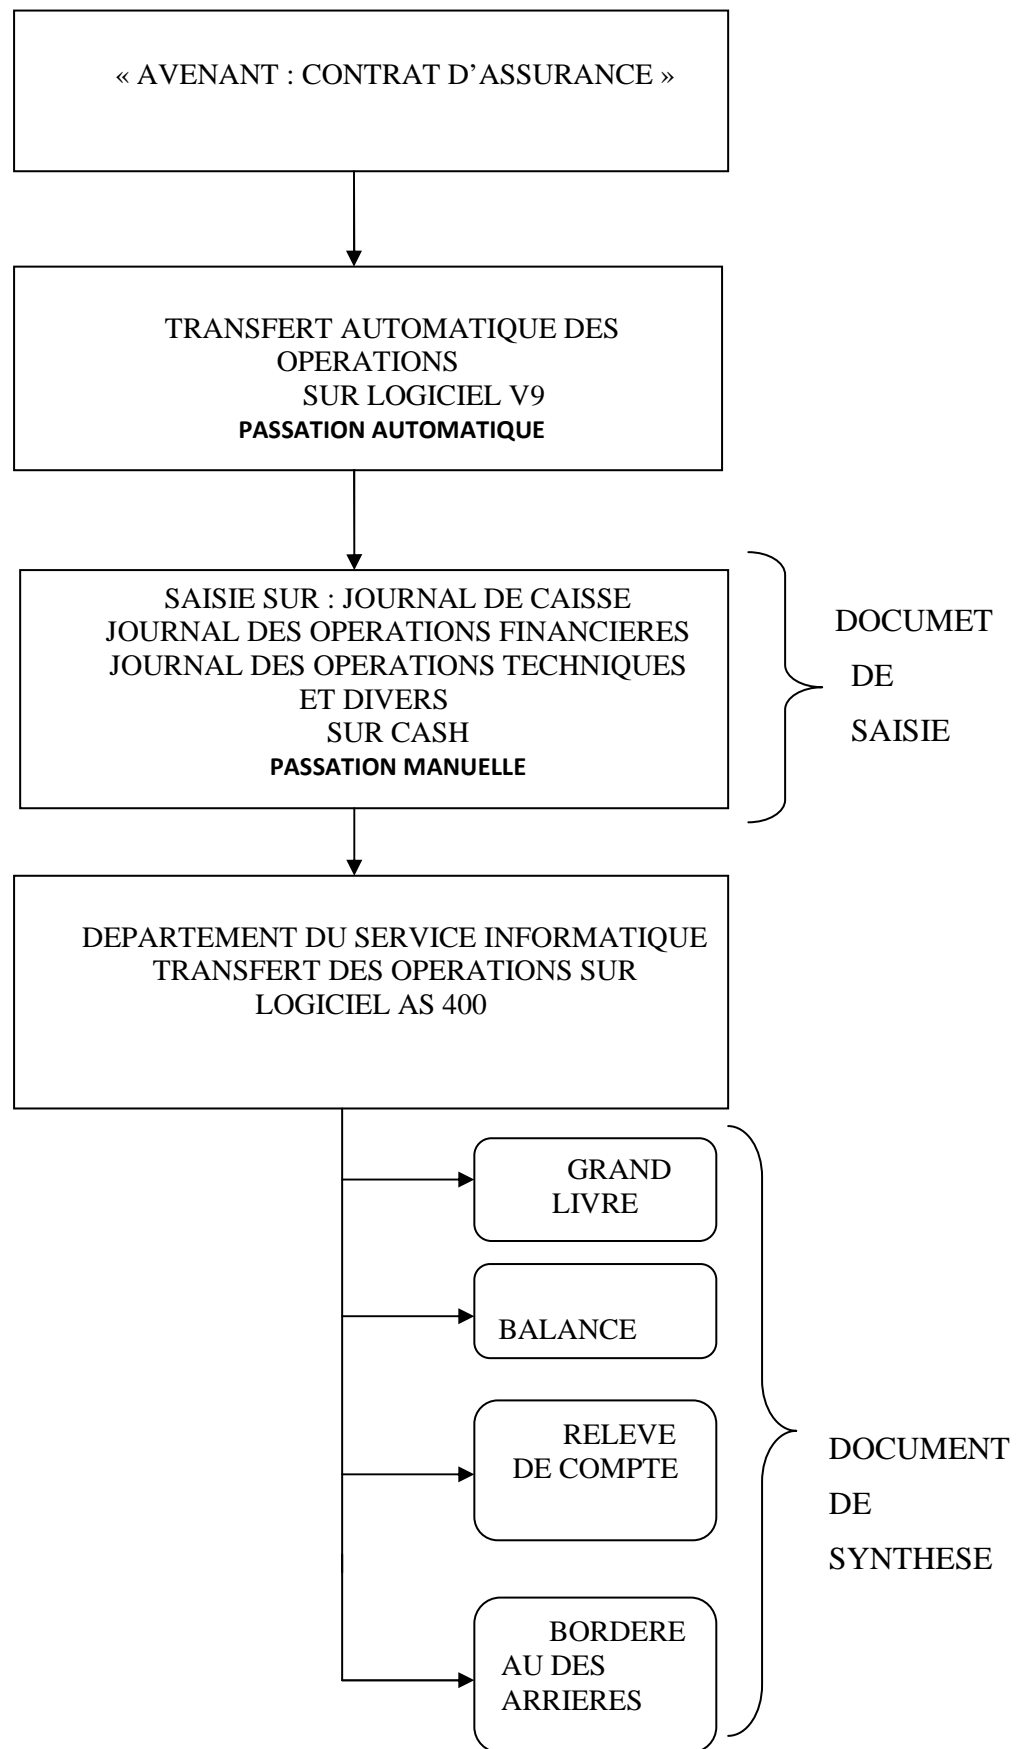 « AVENANT : CONTRAT D’ASSURANCE »
TRANSFERT AUTOMATIQUE DES
OPERATIONS
SUR LOGICIEL V9
PASSATION AUTOMATIQUE
SAISIE SUR : JOURNAL DE CAISSE
JOURNAL DES OPERATIONS FINANCIERES
JOURNAL DES OPERATIONS TECHNIQUES
ET DIVERS
SUR CASH
PASSATION MANUELLE
DOCUMET
DE
SAISIE
DEPARTEMENT DU SERVICE INFORMATIQUE
TRANSFERT DES OPERATIONS SUR
LOGICIEL AS 400
GRAND
LIVRE
BALANCE
RELEVE
DE COMPTE
BORDERE
AU DES
ARRIERES
DOCUMENT
DE
SYNTHESE